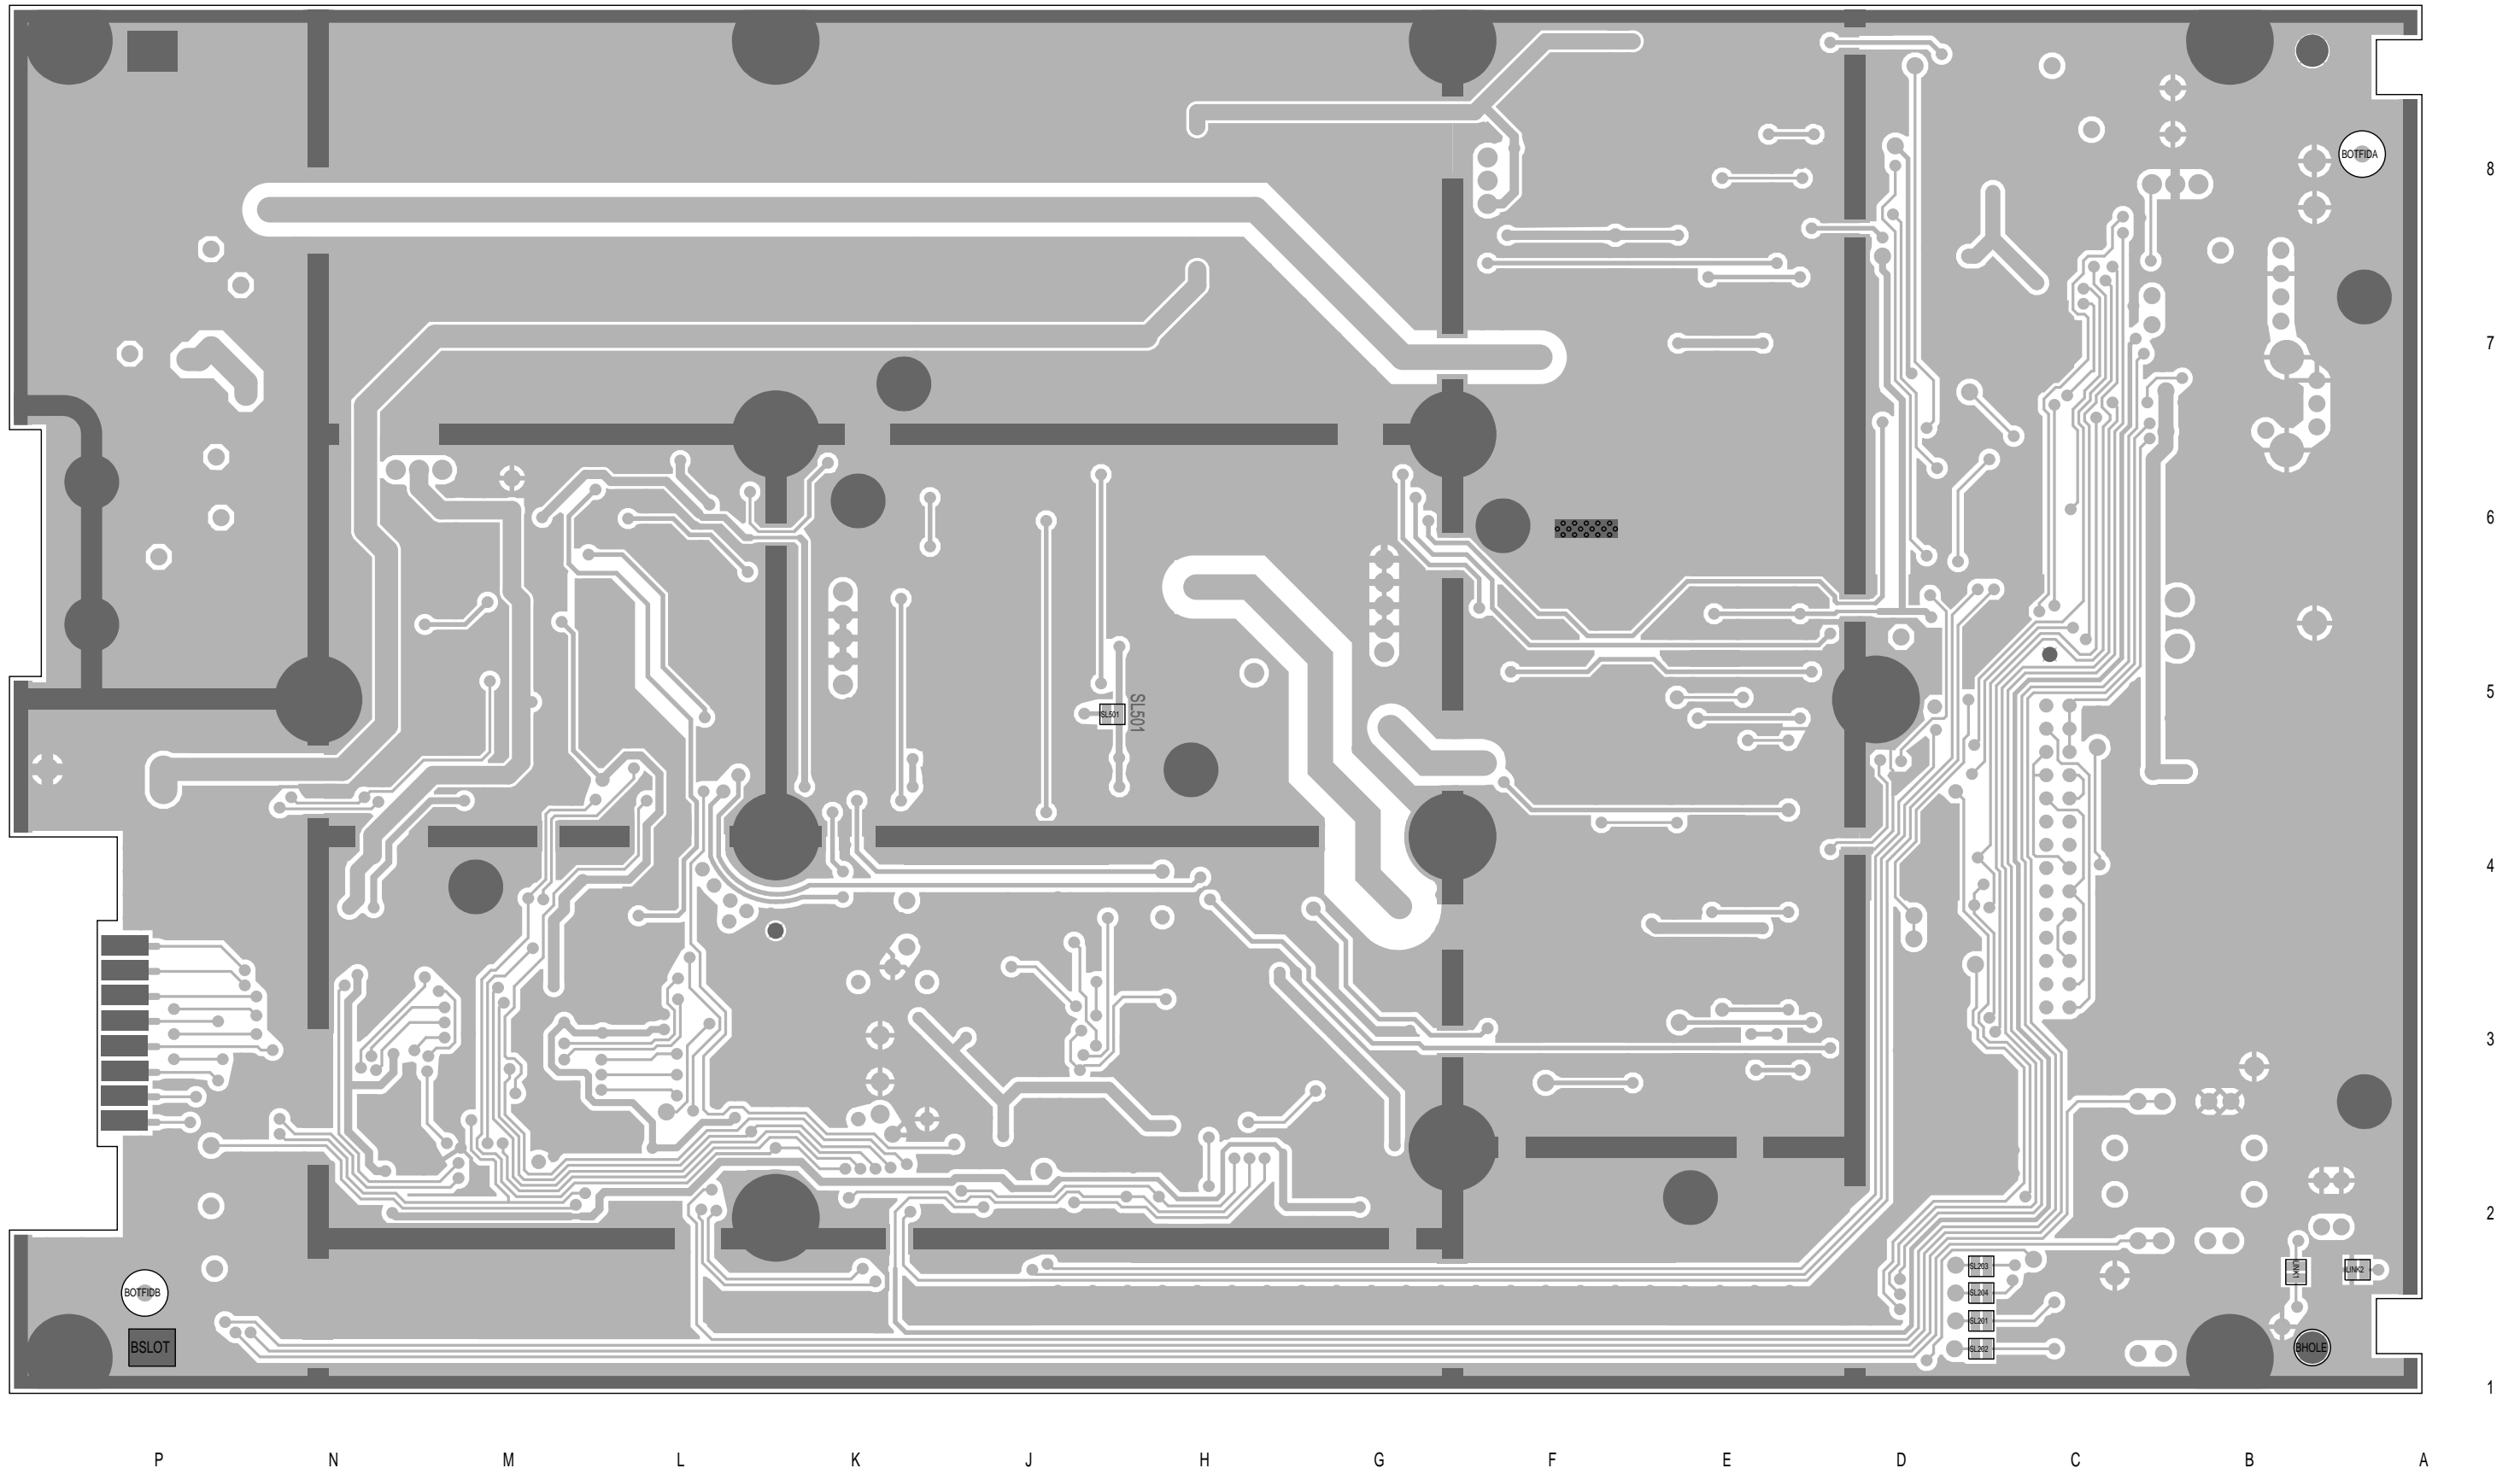 BOTFIDA
8
7
6
5
SL501
SL501
4
3
2
SL203
LINK1
LINK2
BOTFIDB
SL204
SL201
BSLOT
SL202
BHOLE
1
P N M L K J H G F E D C B A